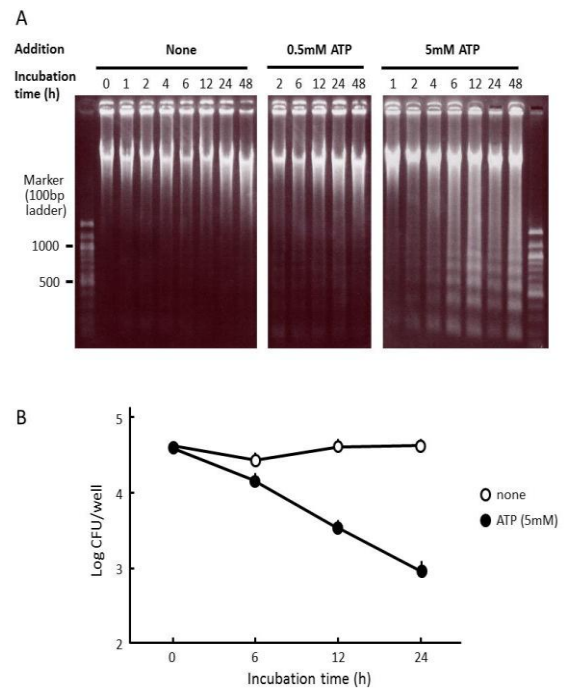 A
Addition None 0.5mM ATP 5mM ATP
Incubation time (h) 0 1 2 4 6 12 24 48 2 6 12 24 48 1 2 4 6 12 24 48
Marker
(100bp
ladder)
1000
500
B
5
4
3
2
Log CFU/well
none
ATP (5mM)
0 6 12 24
Incubation time (h)